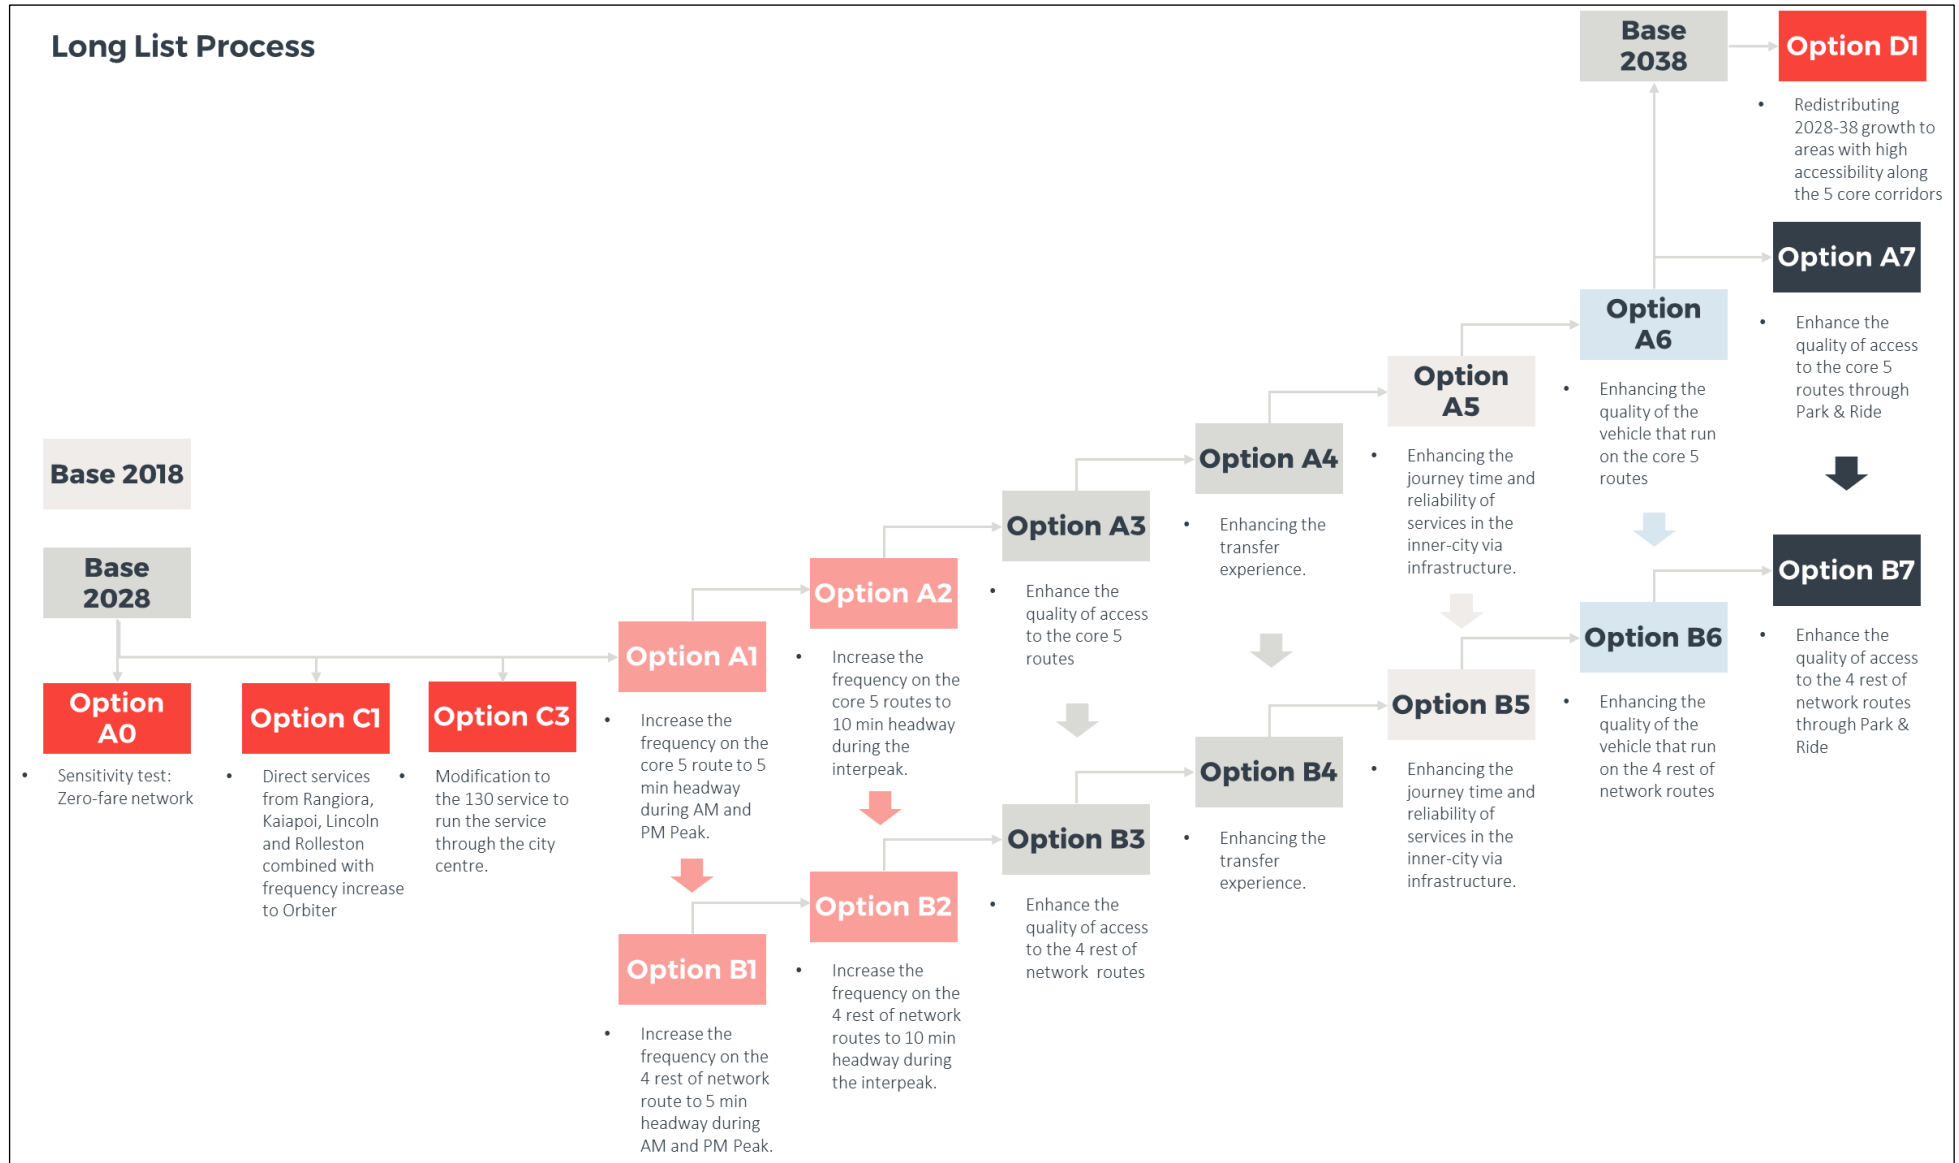 Long List Process
Base
2038
Option D1
• Redistributing
2028-38 growth to
areas with high
accessibility along
the 5 core corridors
Option A7
• Enhance the
quality of access
to the core 5
routes through
Park & Ride
Option
A6
• Enhancing the
quality of the
vehicle that run
on the core 5
routes
Option
A5
• Enhancing the
journey time and
reliability of
services in the
inner-city via
infrastructure.
Option A4
• Enhancing the
transfer
experience.
Option A3
• Enhance the
quality of access
to the core 5
routes
Option A2
• Increase the
frequency on the
core 5 routes to
10 min headway
during the
interpeak.
Option A1
• Increase the
frequency on the
core 5 route to 5
min headway
during AM and
PM Peak.
Base 2018
Base
2028
Option
A0
• Sensitivity test:
Zero-fare network
Option C1
• Direct services
from Rangiora,
Kaiapoi, Lincoln
and Rolleston
combined with
frequency increase
to Orbiter
Option C3
• Modification to
the 130 service to
run the service
through the city
centre.
Option B1
• Increase the
frequency on the
4 rest of network
route to 5 min
headway during
AM and PM Peak.
Option B2
• Increase the
frequency on the
4 rest of network
routes to 10 min
headway during
the interpeak.
Option B3
• Enhance the
quality of access
to the 4 rest of
network routes
Option B4
• Enhancing the
transfer
experience.
Option B5
• Enhancing the
journey time and
reliability of
services in the
inner-city via
infrastructure.
Option B6
• Enhancing the
quality of the
vehicle that run
on the 4 rest of
network routes
Option B7
• Enhance the
quality of access
to the 4 rest of
network routes
through Park &
Ride